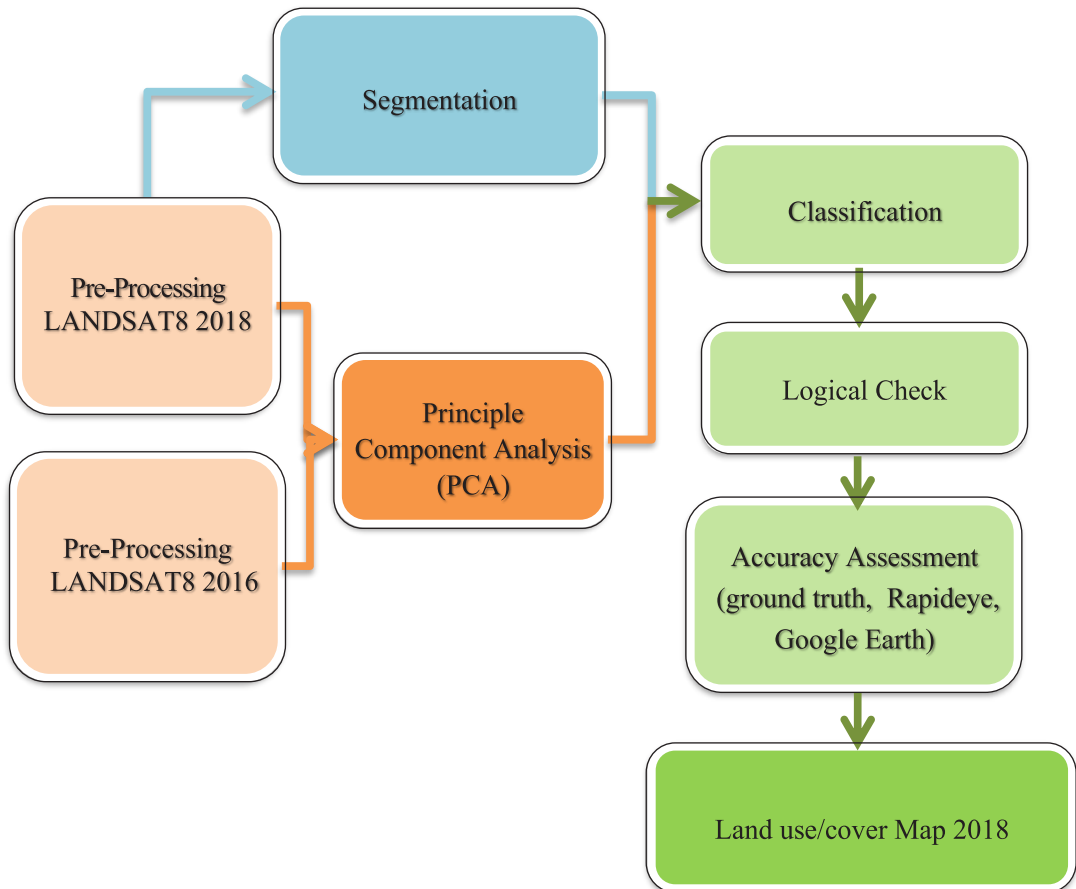 Segmentation
Pre-Processing
LANDSAT8 2018
Principle
Component Analysis
(PCA)
Pre-Processing
LANDSAT8 2016
Classification
Logical Check
Accuracy Assessment
(ground truth, Rapideye,
Google Earth)
Land use/cover Map 2018